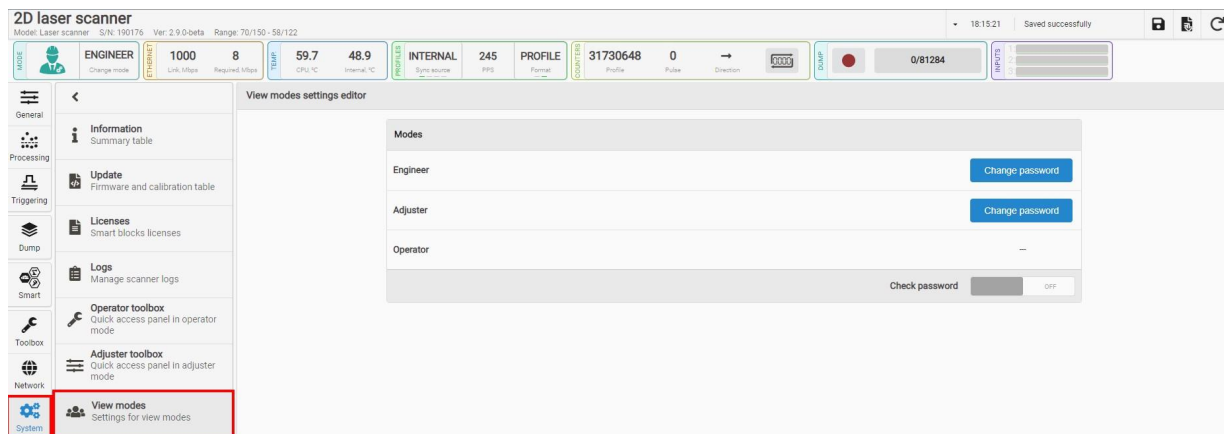 2D laser scanner
Model: Laser scanner S/N: 190176 Ver: 2.9.0-beta Range: 70/150 - 58/122
18:15:21 Saved successfully
MODE
ENGINEER
Change mode
ETHERNET
1000 8
Link, Mbps Required, Mbps
TEMP.
59.7 48.9
CPU, °C Internal, °C
PROFILES
INTERNAL 245 PROFILE
Sync source PPS Format
COUNTERS
31730648 0 →
Profile Pulse Direction
DUMP
0/81284
INPUTS
1
2
3
General
Processing
Triggering
Dump
Smart
Toolbox
Network
System
Information
Summary table
Update
Firmware and calibration table
Licenses
Smart blocks licenses
Logs
Manage scanner logs
Operator toolbox
Quick access panel in operator
mode
Adjuster toolbox
Quick access panel in adjuster
mode
View modes
Settings for view modes
View modes settings editor
Modes
Engineer Change password
Adjuster Change password
Operator —
Check password OFF